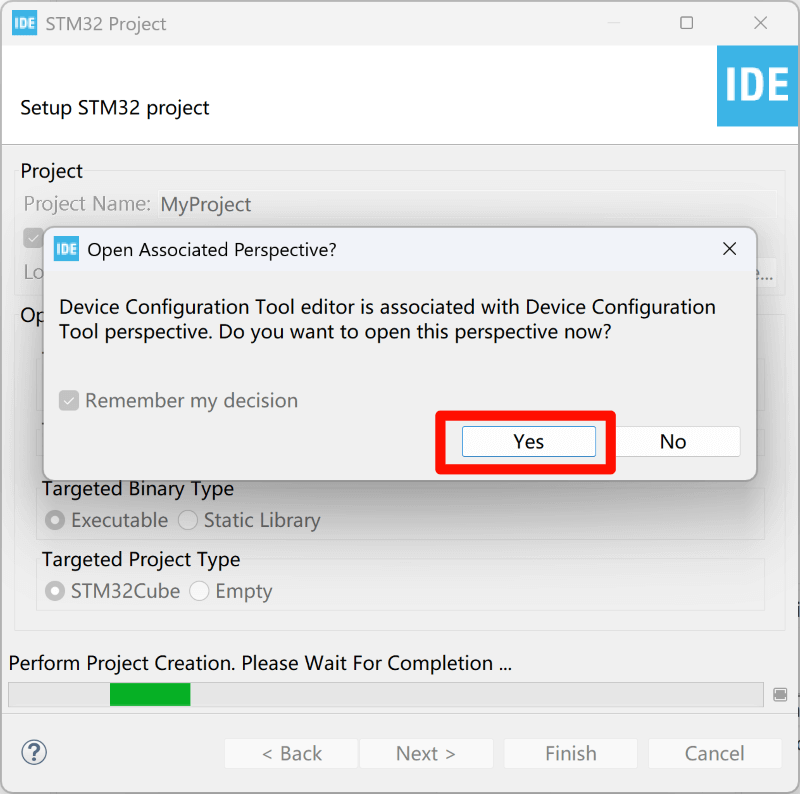 IDE STM32 Project
Setup STM32 project
IDE
Project
Project Name: MyProject
Lo
e...
Op
IDE Open Associated Perspective?
Device Configuration Tool editor is associated with Device Configuration
Tool perspective. Do you want to open this perspective now?
Remember my decision
Yes No
Targeted Binary Type
Executable Static Library
Targeted Project Type
STM32Cube Empty
Perform Project Creation. Please Wait For Completion ...
? < Back Next > Finish Cancel